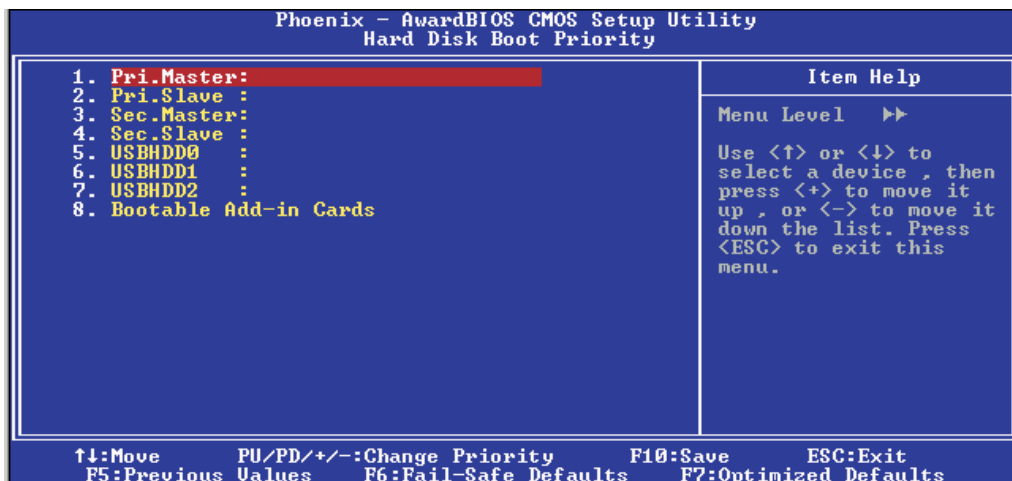 Phoenix - AwardBIOS CMOS Setup Utility
Hard Disk Boot Priority
1. Pri.Master:
2. Pri.Slave :
3. Sec.Master:
4. Sec.Slave :
5. USBHDD0 :
6. USBHDD1 :
7. USBHDD2 :
8. Bootable Add-in Cards
Item Help
Menu Level ▸▸
Use <↑> or <↓> to
select a device , then
press <+> to move it
up , or <-> to move it
down the list. Press
<ESC> to exit this
menu.
↑↓:Move PU/PD/+/-:Change Priority F10:Save ESC:Exit
F5:Previous Values F6:Fail-Safe Defaults F7:Optimized Defaults